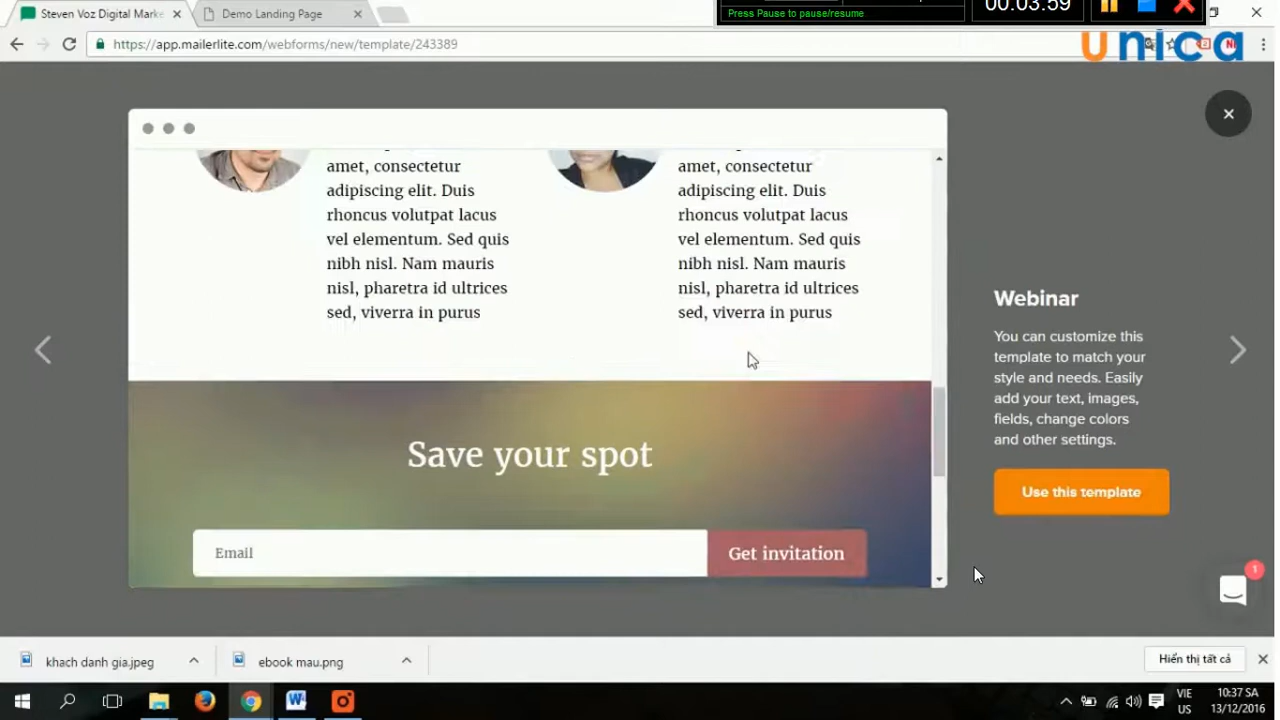 Press Pause to pause/resume
00:03:59
Steven Hoz Digital Marke
Demo Landing Page
https://app.mailerlite.com/webforms/new/template/243389
unica
amet, consectetur
adipiscing elit. Duis
rhoncus volutpat lacus
vel elementum. Sed quis
nibh nisl. Nam mauris
nisl, pharetra id ultrices
sed, viverra in purus
amet, consectetur
adipiscing elit. Duis
rhoncus volutpat lacus
vel elementum. Sed quis
nibh nisl. Nam mauris
nisl, pharetra id ultrices
sed, viverra in purus
Save your spot
Email
Get invitation
Webinar
You can customize this
template to match your
style and needs. Easily
add your text, images,
fields, change colors
and other settings.
Use this template
1
khach danh gia.jpeg
ebook mau.png
Hiển thị tất cả
VIE
US
10:37 SA
13/12/2016